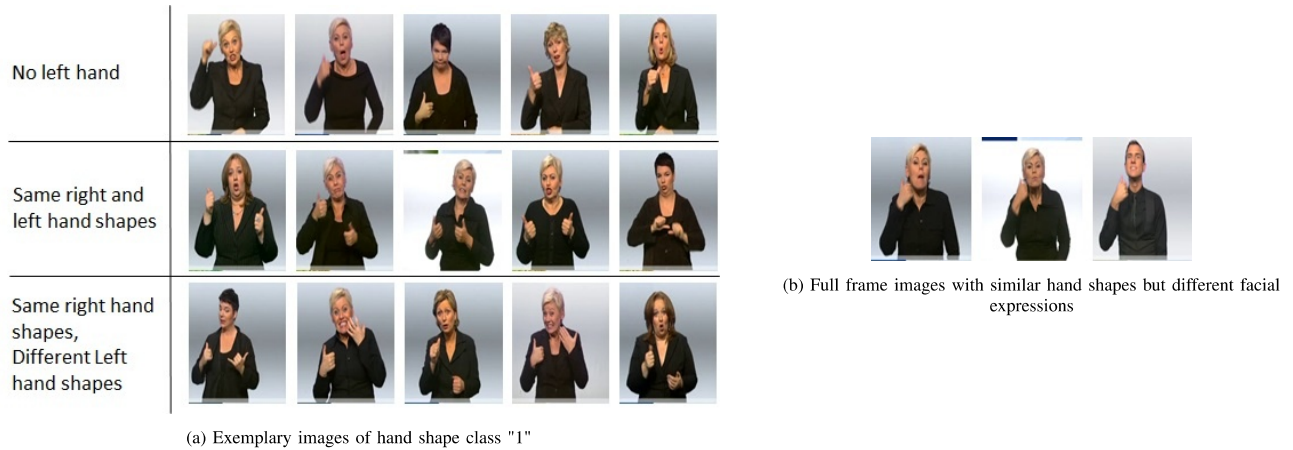 No left hand
Same right and
left hand shapes
Same right hand
shapes,
Different Left
hand shapes
(a) Exemplary images of hand shape class "1"
(b) Full frame images with similar hand shapes but different facial
expressions